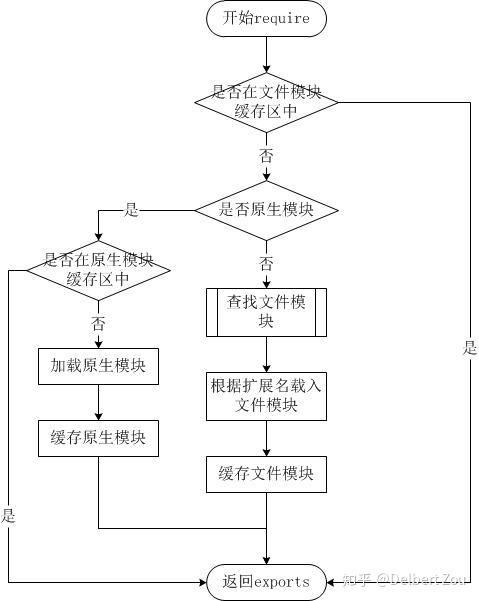 开始require
是否在文件模块
缓存区中
否
是
是否原生模块
是否在原生模块
缓存区中
否
查找文件模
块
是
否
加载原生模块
根据扩展名载入
文件模块
缓存原生模块
缓存文件模块
是
返回exports
知乎 @Delbert Zou